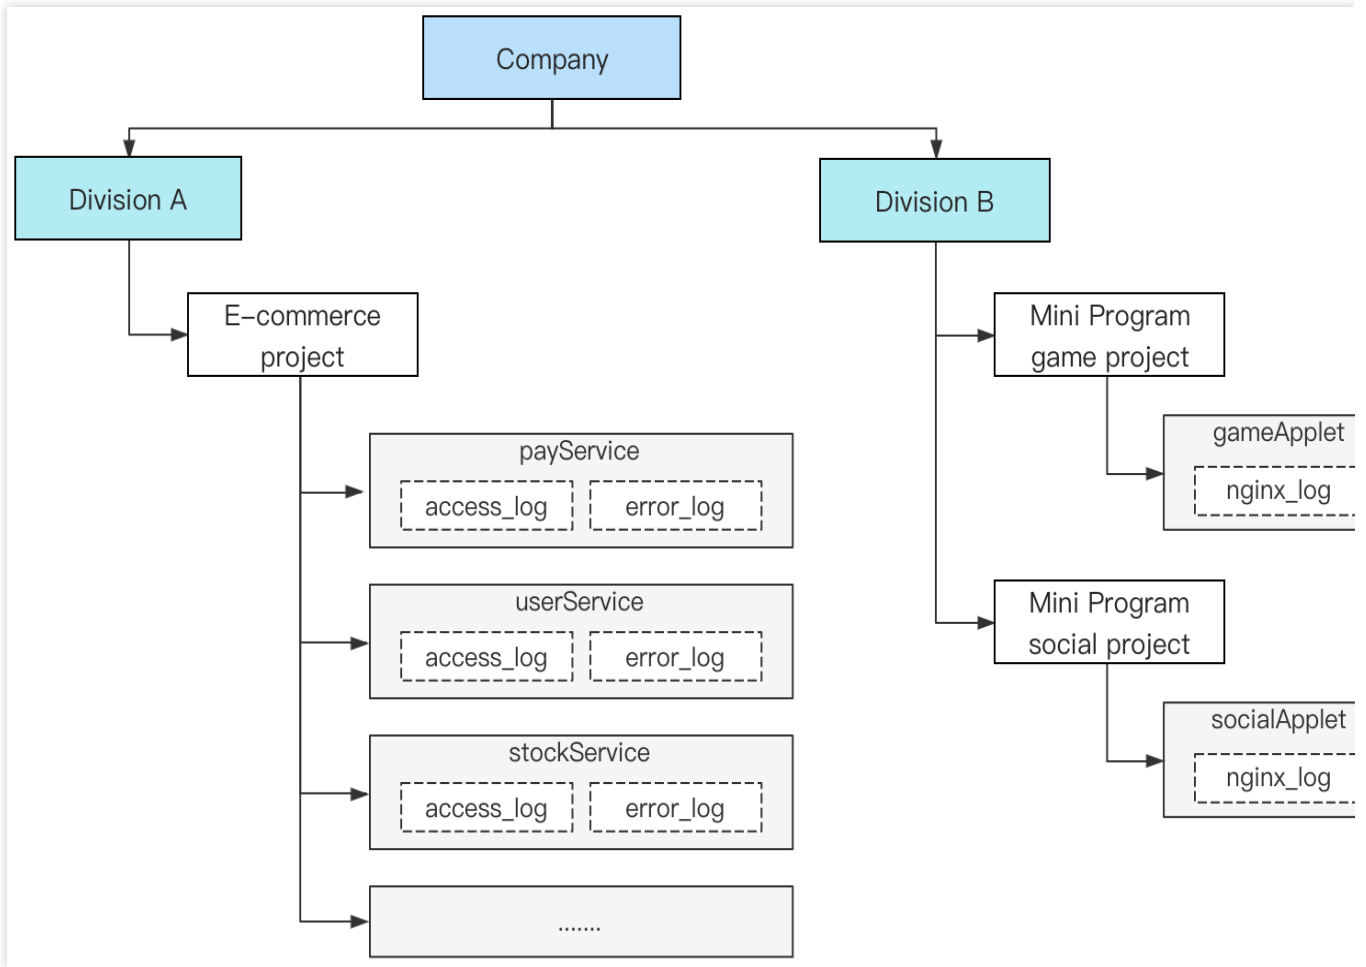 Company
Division A
Division B
E-commerce
project
Mini Program
game project
payService
access_log
error_log
gameApplet
nginx_log
userService
access_log
error_log
Mini Program
social project
stockService
access_log
error_log
socialApplet
nginx_log
.......